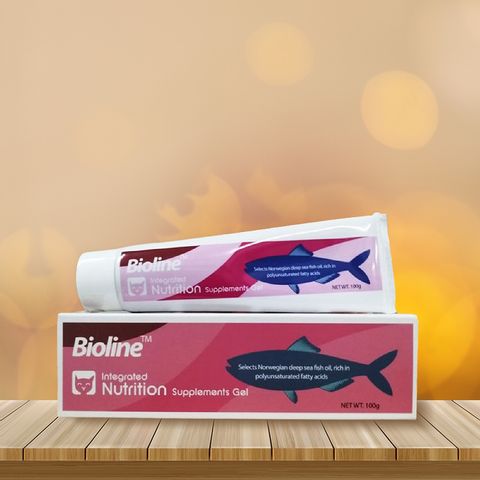 Bioline™
Integrated
Nutrition Supplements Gel
Selects Norwegian deep sea fish oil, rich in
polyunsaturated fatty acids
NET WT. 100g
Bioline™
Integrated
Nutrition Supplements Gel
Selects Norwegian deep sea fish oil, rich in
polyunsaturated fatty acids
NET WT. 100g